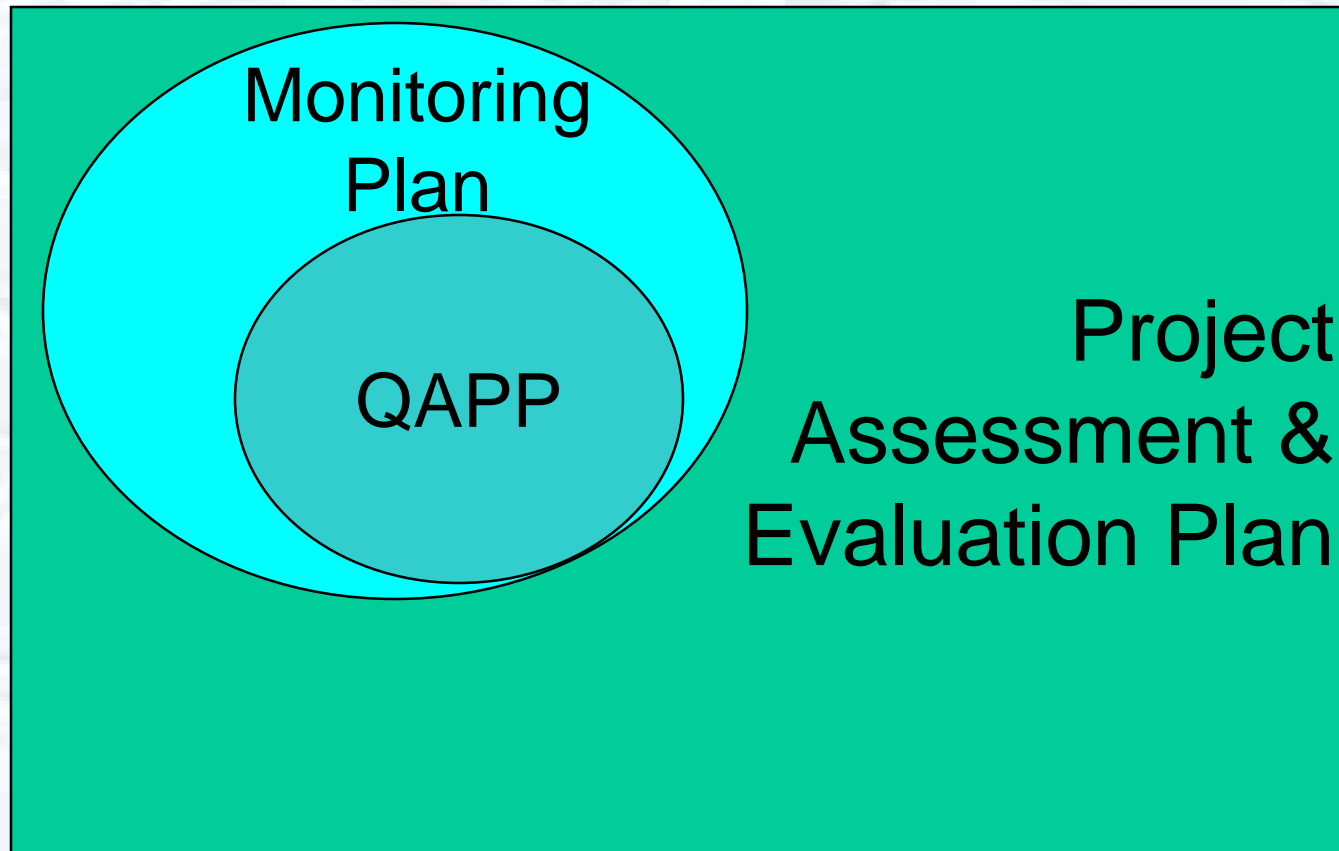 Monitoring
Plan
QAPP
Project
Assessment &
Evaluation Plan